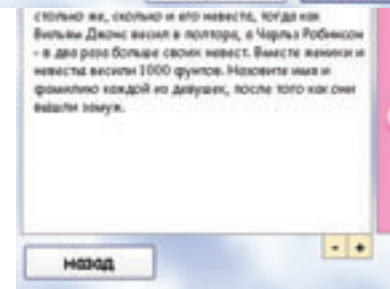 столько же, сколько и его невеста, тогда как
Вильям Джонс весил в полтора, а Чарльз Робинсон
- в два раза больше своих невест. Вместе женихи и
невесты весили 1000 фунтов. Назовите имя и
фамилию каждой из девушек, после того как они
вышли замуж.
- +
назад